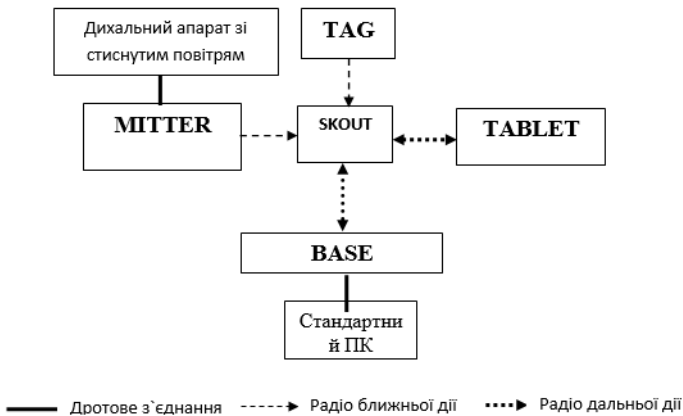 Дихальний апарат зі
стиснутим повітрям
TAG
MITTER
SKOUT
TABLET
BASE
Стандартни
й ПК
Дротове з`єднання
Радіо ближньої дії
Радіо дальньої дії